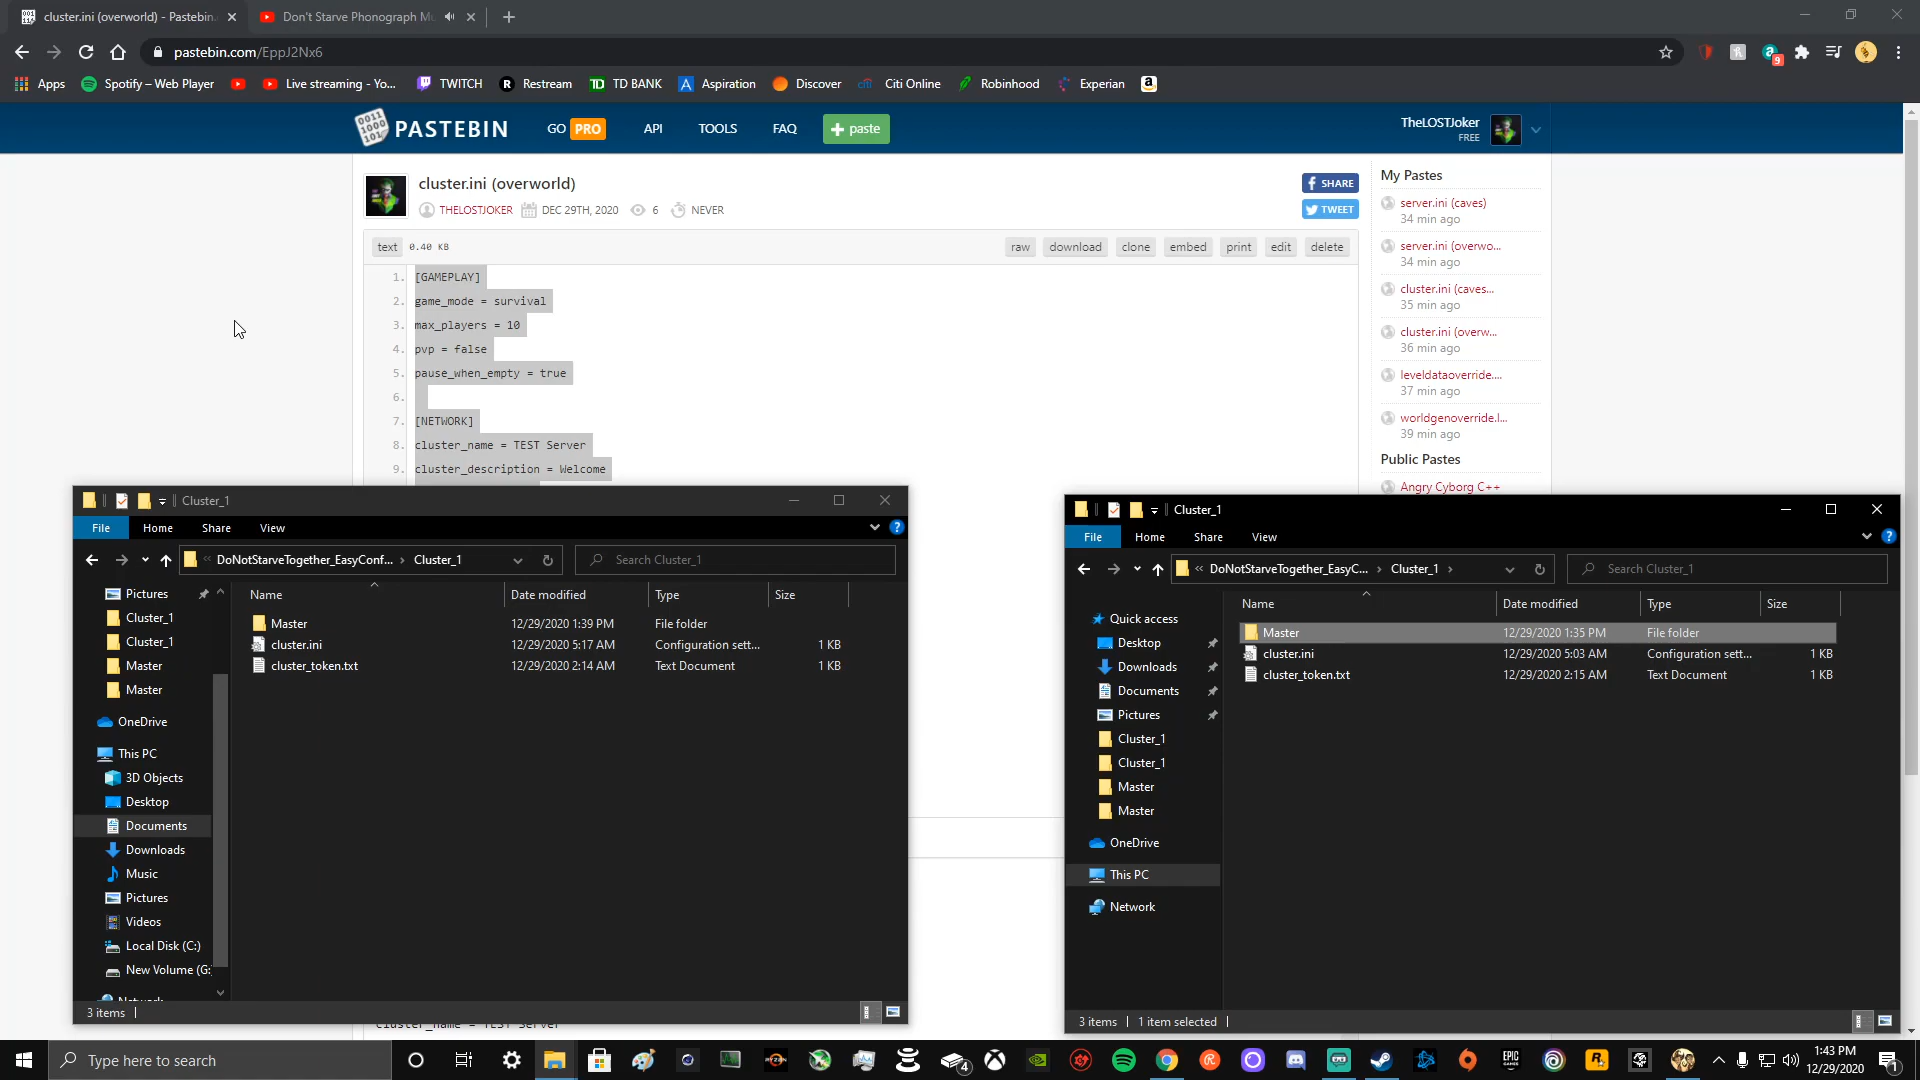 cluster.ini (overworld) - Pastebin.
Don't Starve Phonograph Mu
pastebin.com/EppJ2Nx6
9
Apps
Spotify – Web Player
Live streaming - Yo...
TWITCH
Restream
TD BANK
Aspiration
Discover
Citi Online
Robinhood
Experian
PASTEBIN
GO PRO
API
TOOLS
FAQ
+ paste
TheLOSTJoker
FREE
cluster.ini (overworld)
THELOSTJOKER
DEC 29TH, 2020
6
NEVER
SHARE
TWEET
text
0.40 KB
raw
download
clone
embed
print
edit
delete
1. [GAMEPLAY]
2. game_mode = survival
3. max_players = 10
4. pvp = false
5. pause_when_empty = true
6.
7. [NETWORK]
8. cluster_name = TEST Server
9. cluster_description = Welcome
My Pastes
server.ini (caves)
34 min ago
server.ini (overwo...
34 min ago
cluster.ini (caves...
35 min ago
cluster.ini (overw...
36 min ago
leveldataoverride....
37 min ago
worldgenoverride.l...
39 min ago
Public Pastes
Angry Cyborg C++
Cluster_1
File
Home
Share
View
DoNotStarveTogether_EasyConf...
Cluster_1
Search Cluster_1
Pictures
Cluster_1
Cluster_1
Master
Master
OneDrive
This PC
3D Objects
Desktop
Documents
Downloads
Music
Pictures
Videos
Local Disk (C:)
New Volume (G:
Network
Name
Date modified
Type
Size
Master 12/29/2020 1:39 PM File folder
cluster.ini 12/29/2020 5:17 AM Configuration sett... 1 KB
cluster_token.txt 12/29/2020 2:14 AM Text Document 1 KB
3 items
cluster_name = TEST Server
Cluster_1
File
Home
Share
View
DoNotStarveTogether_EasyC...
Cluster_1
Search Cluster_1
Quick access
Desktop
Downloads
Documents
Pictures
Cluster_1
Cluster_1
Master
Master
OneDrive
This PC
Network
Name
Date modified
Type
Size
Master 12/29/2020 1:35 PM File folder
cluster.ini 12/29/2020 5:03 AM Configuration sett... 1 KB
cluster_token.txt 12/29/2020 2:15 AM Text Document 1 KB
3 items
1 item selected
Type here to search
4
EPIC
1:43 PM
12/29/2020
1